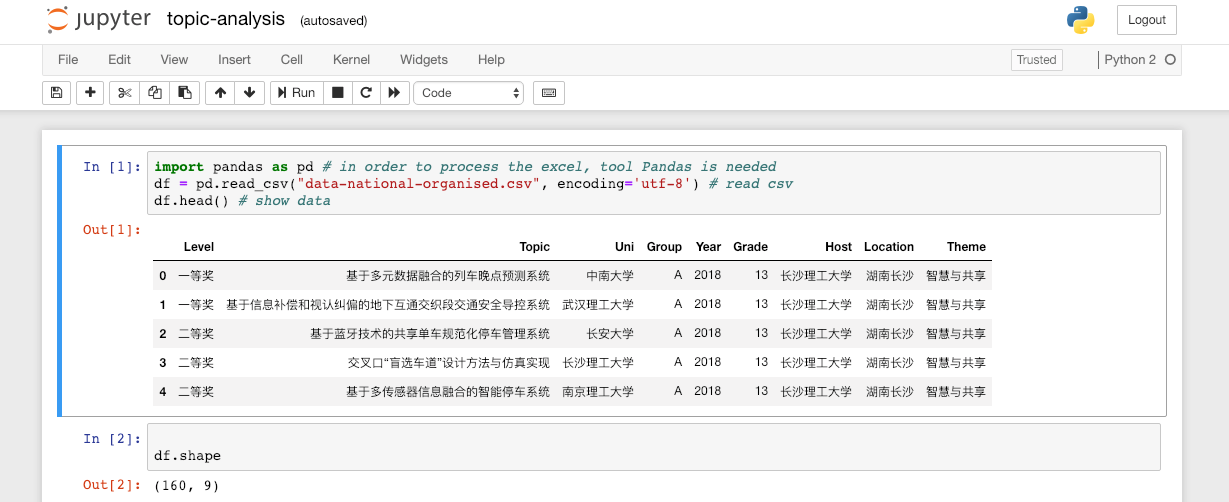 jupyter topic-analysis (autosaved) Logout
File Edit View Insert Cell Kernel Widgets Help Trusted Python 2
Run Code
In [1]: import pandas as pd # in order to process the excel, tool Pandas is needed
df = pd.read_csv("data-national-organised.csv", encoding='utf-8') # read csv
df.head() # show data
Out[1]:
Level Topic Uni Group Year Grade Host Location Theme
0 一等奖 基于多元数据融合的列车晚点预测系统 中南大学 A 2018 13 长沙理工大学 湖南长沙 智慧与共享
1 一等奖 基于信息补偿和视认纠偏的地下互通交织段交通安全导控系统 武汉理工大学 A 2018 13 长沙理工大学 湖南长沙 智慧与共享
2 二等奖 基于蓝牙技术的共享单车规范化停车管理系统 长安大学 A 2018 13 长沙理工大学 湖南长沙 智慧与共享
3 二等奖 交叉口“盲选车道”设计方法与仿真实现 长沙理工大学 A 2018 13 长沙理工大学 湖南长沙 智慧与共享
4 二等奖 基于多传感器信息融合的智能停车系统 南京理工大学 A 2018 13 长沙理工大学 湖南长沙 智慧与共享
In [2]:
df.shape
Out[2]: (160, 9)